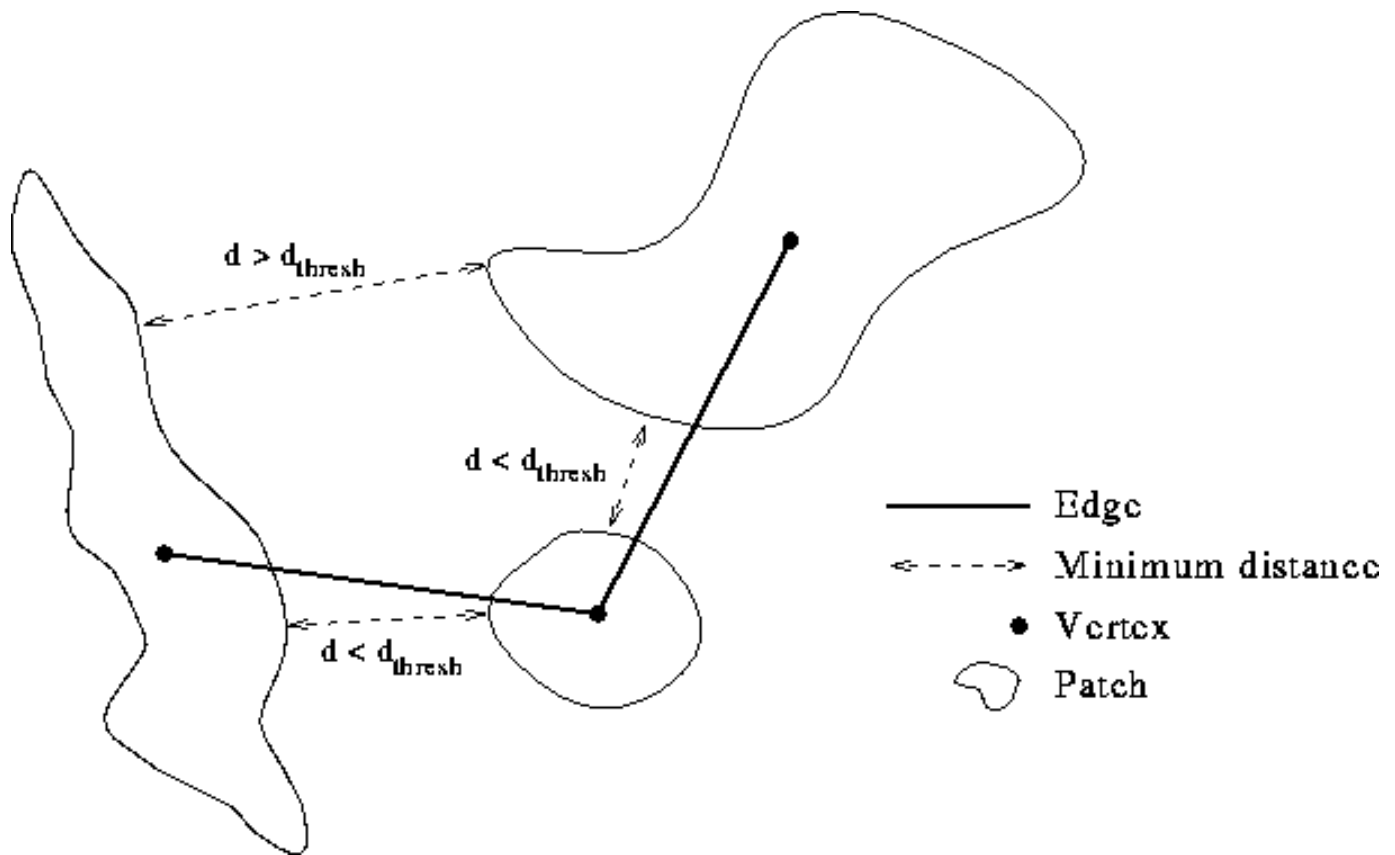 d > d_thresh
d < d_thresh
d < d_thresh
Edge
Minimum distance
Vertex
Patch